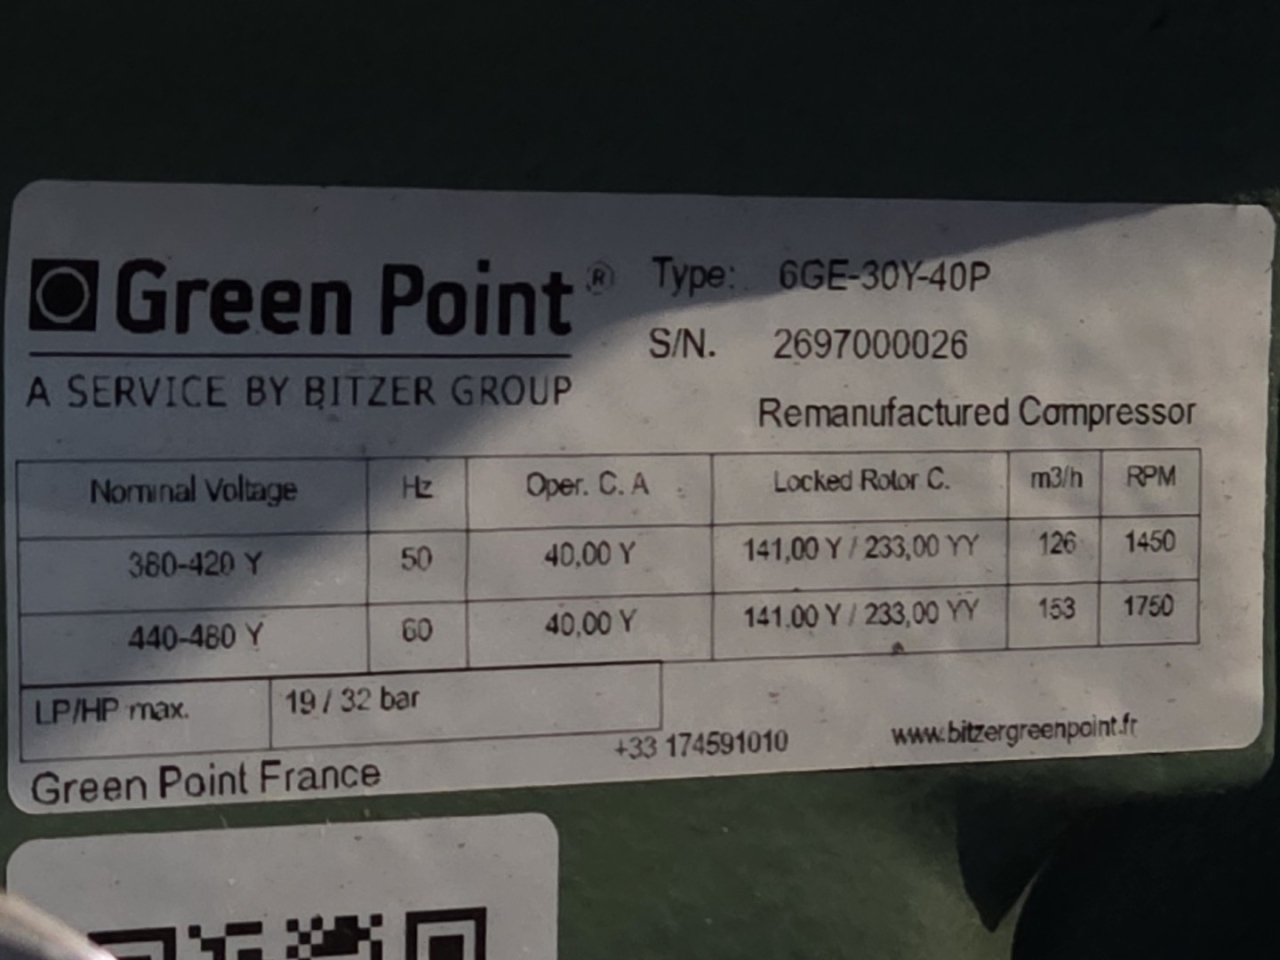 Green Point®
A SERVICE BY BITZER GROUP
Type: 6GE-30Y-40P
S/N. 2697000026
Remanufactured Compressor
Nominal Voltage Hz Oper. C. A Locked Rotor C. m3/h RPM
380-420 Y 50 40,00 Y 141,00 Y / 233,00 YY 126 1450
440-480 Y 60 40,00 Y 141.00 Y / 233,00 YY 153 1750
LP/HP max. 19 / 32 bar
+33 174591010 www.bitzergreenpoint.fr
Green Point France